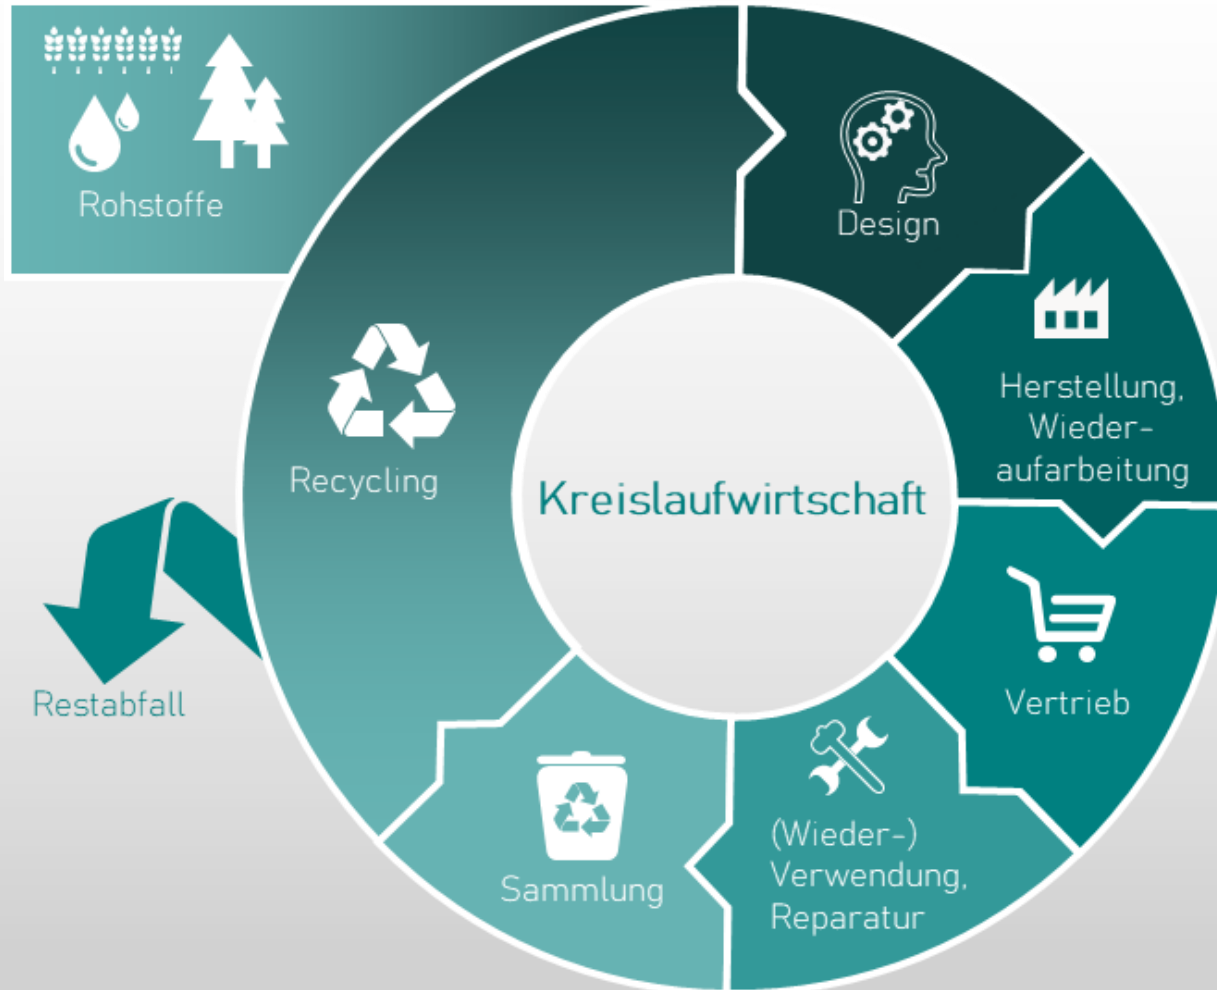 Rohstoffe
Design
Herstellung,
Wieder-
aufarbeitung
Recycling
Kreislaufwirtschaft
Vertrieb
Restabfall
(Wieder-)
Verwendung,
Reparatur
Sammlung